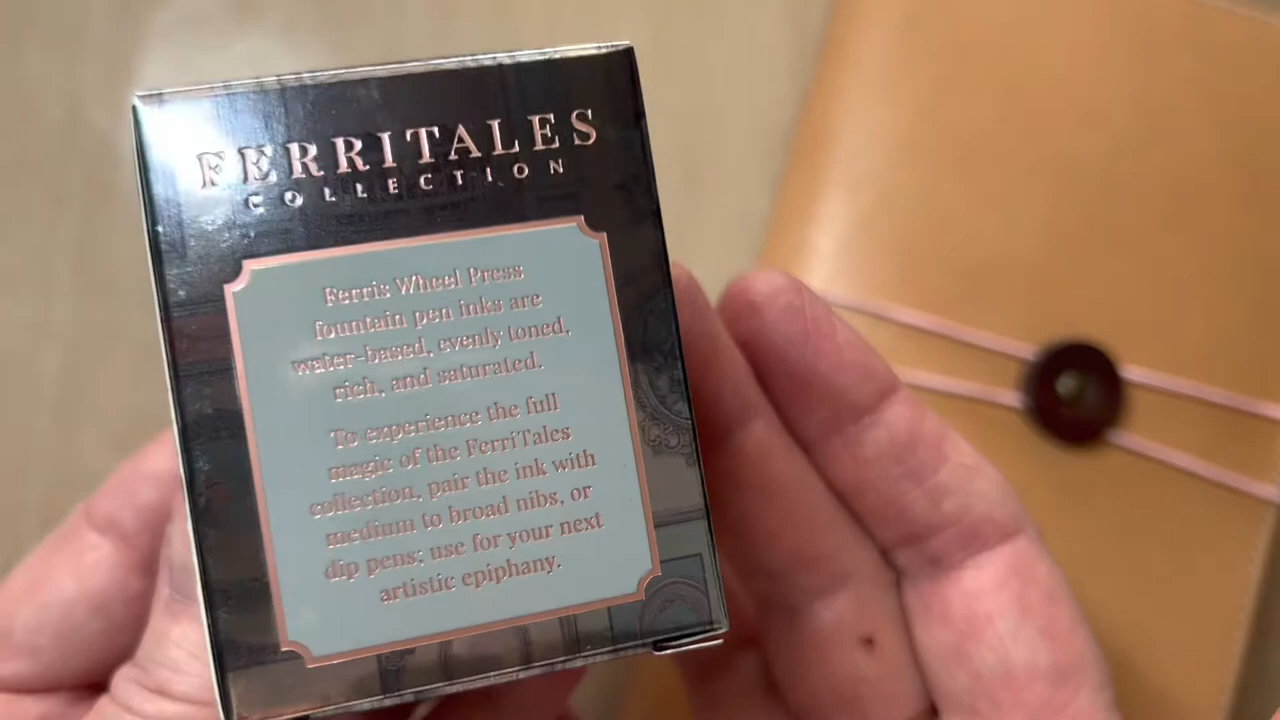 FERRITALES
COLLECTION
Ferris Wheel Press
fountain pen inks are
water-based, evenly toned,
rich, and saturated.
To experience the full
magic of the FerriTales
collection, pair the ink with
medium to broad nibs, or
dip pens; use for your next
artistic epiphany.